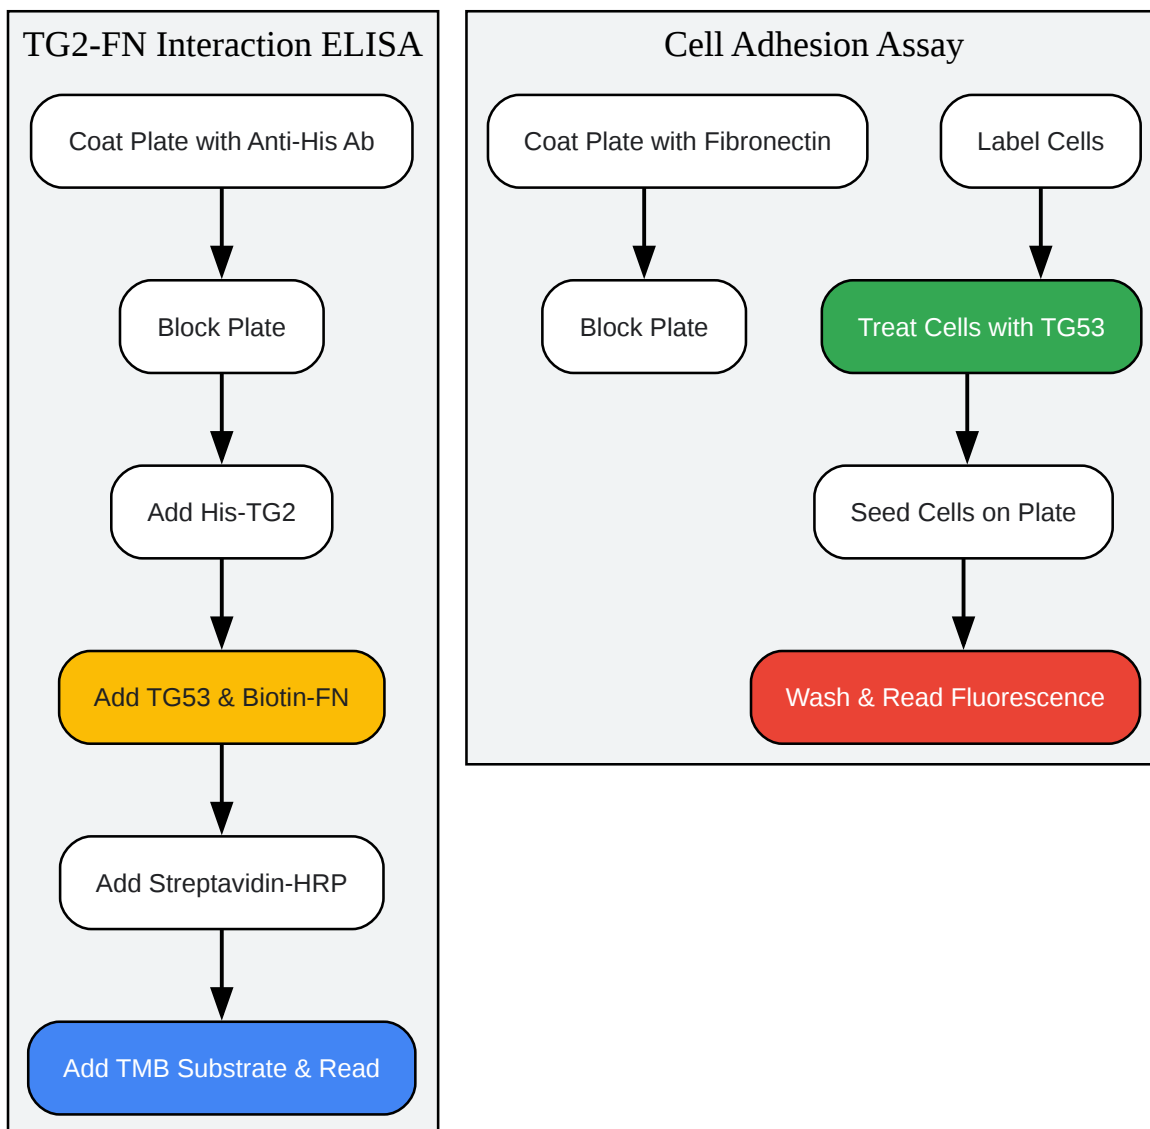 TG2-FN Interaction ELISA
Coat Plate with Anti-His Ab
Block Plate
Add His-TG2
Add TG53 & Biotin-FN
Add Streptavidin-HRP
Add TMB Substrate & Read
Cell Adhesion Assay
Coat Plate with Fibronectin
Block Plate
Label Cells
Treat Cells with TG53
Seed Cells on Plate
Wash & Read Fluorescence